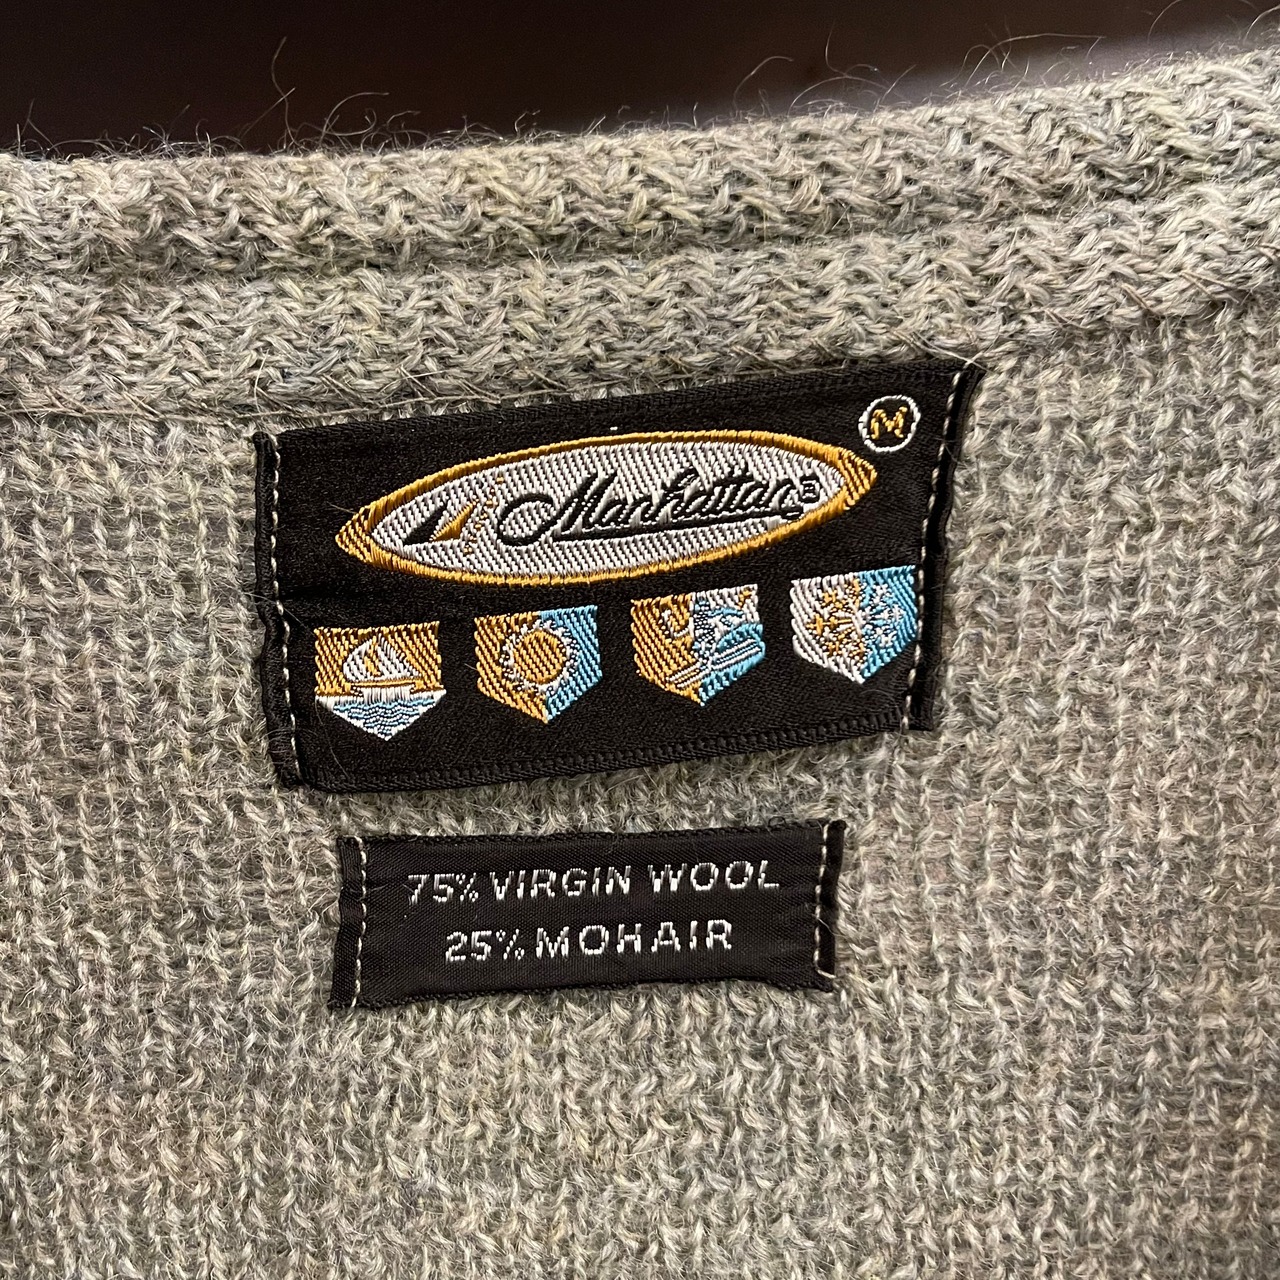 M
Manhattan®
75% VIRGIN WOOL
25% MOHAIR